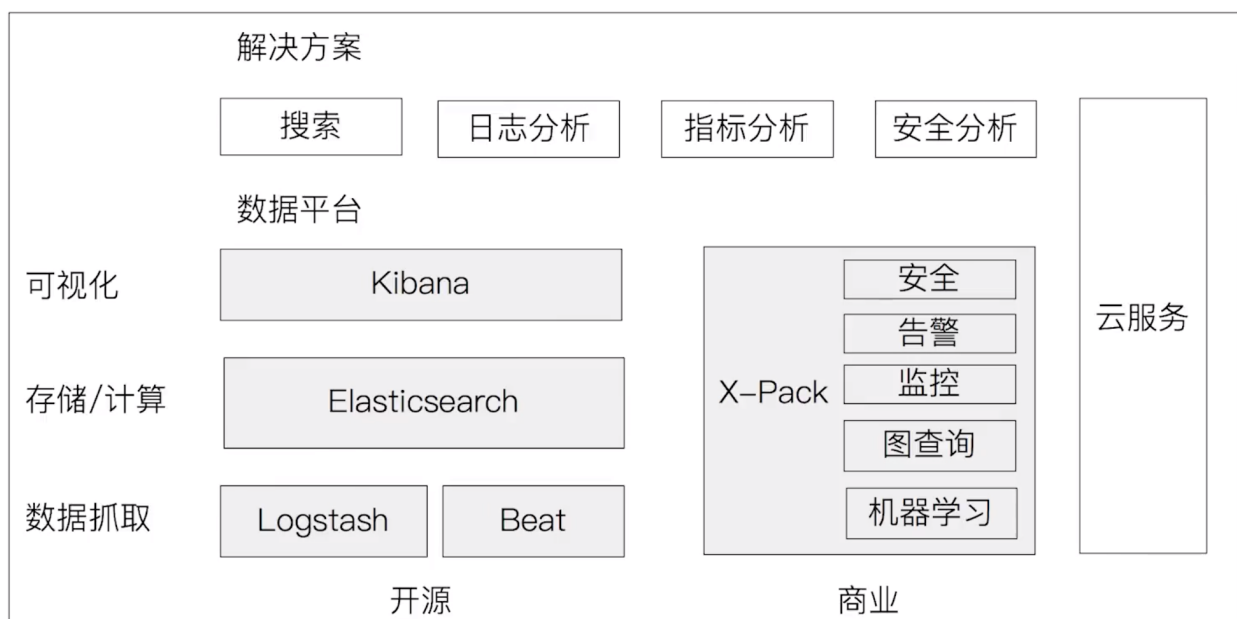 解决方案
搜索
日志分析
指标分析
安全分析
数据平台
可视化
Kibana
存储/计算
Elasticsearch
数据抓取
Logstash
Beat
X-Pack
安全
告警
监控
图查询
机器学习
云服务
开源
商业